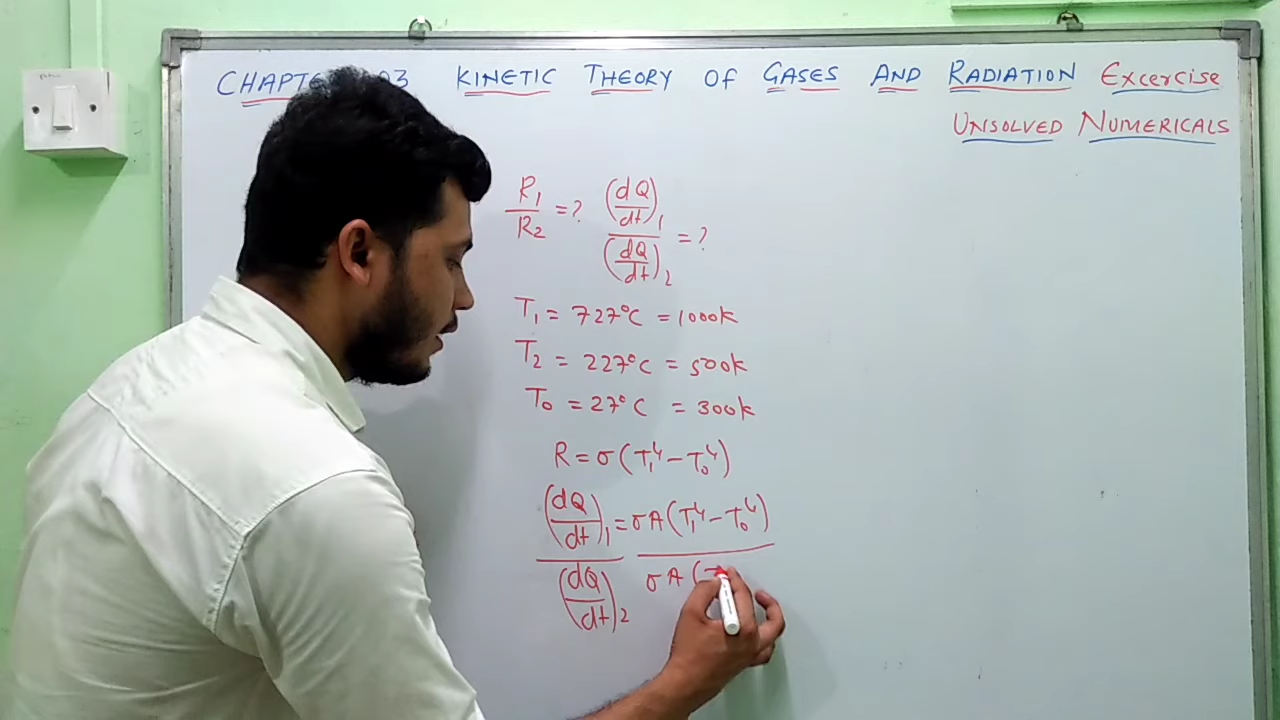 CHAPTE 03 KINETIC THEORY OF GASES AND RADIATION Excercise
UNSOLVED NUMERICALS
R₁/R₂ = ? (dQ/dt)₁/(dQ/dt)₂ = ?
T₁ = 727°C = 1000k
T₂ = 227°C = 500k
T₀ = 27°C = 300k
R = σ(T₁⁴ − T₀⁴)
(dQ/dt)₁/(dQ/dt)₂ = σA(T₁⁴ − T₀⁴)/σA(